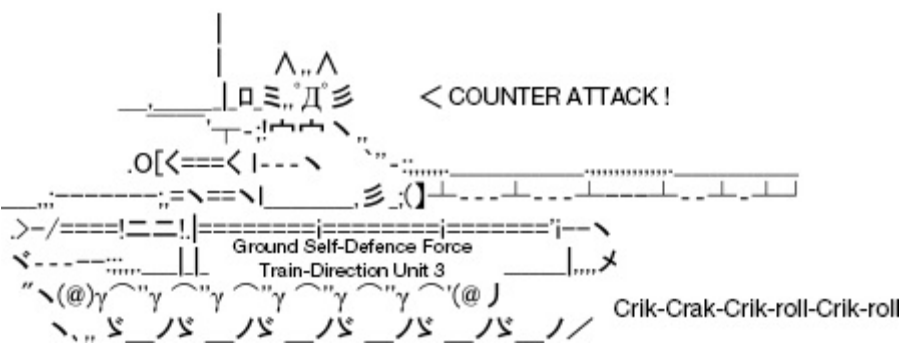 < COUNTER ATTACK !
Ground Self-Defence Force
Train-Direction Unit 3
Crik-Crak-Crik-roll-Crik-roll